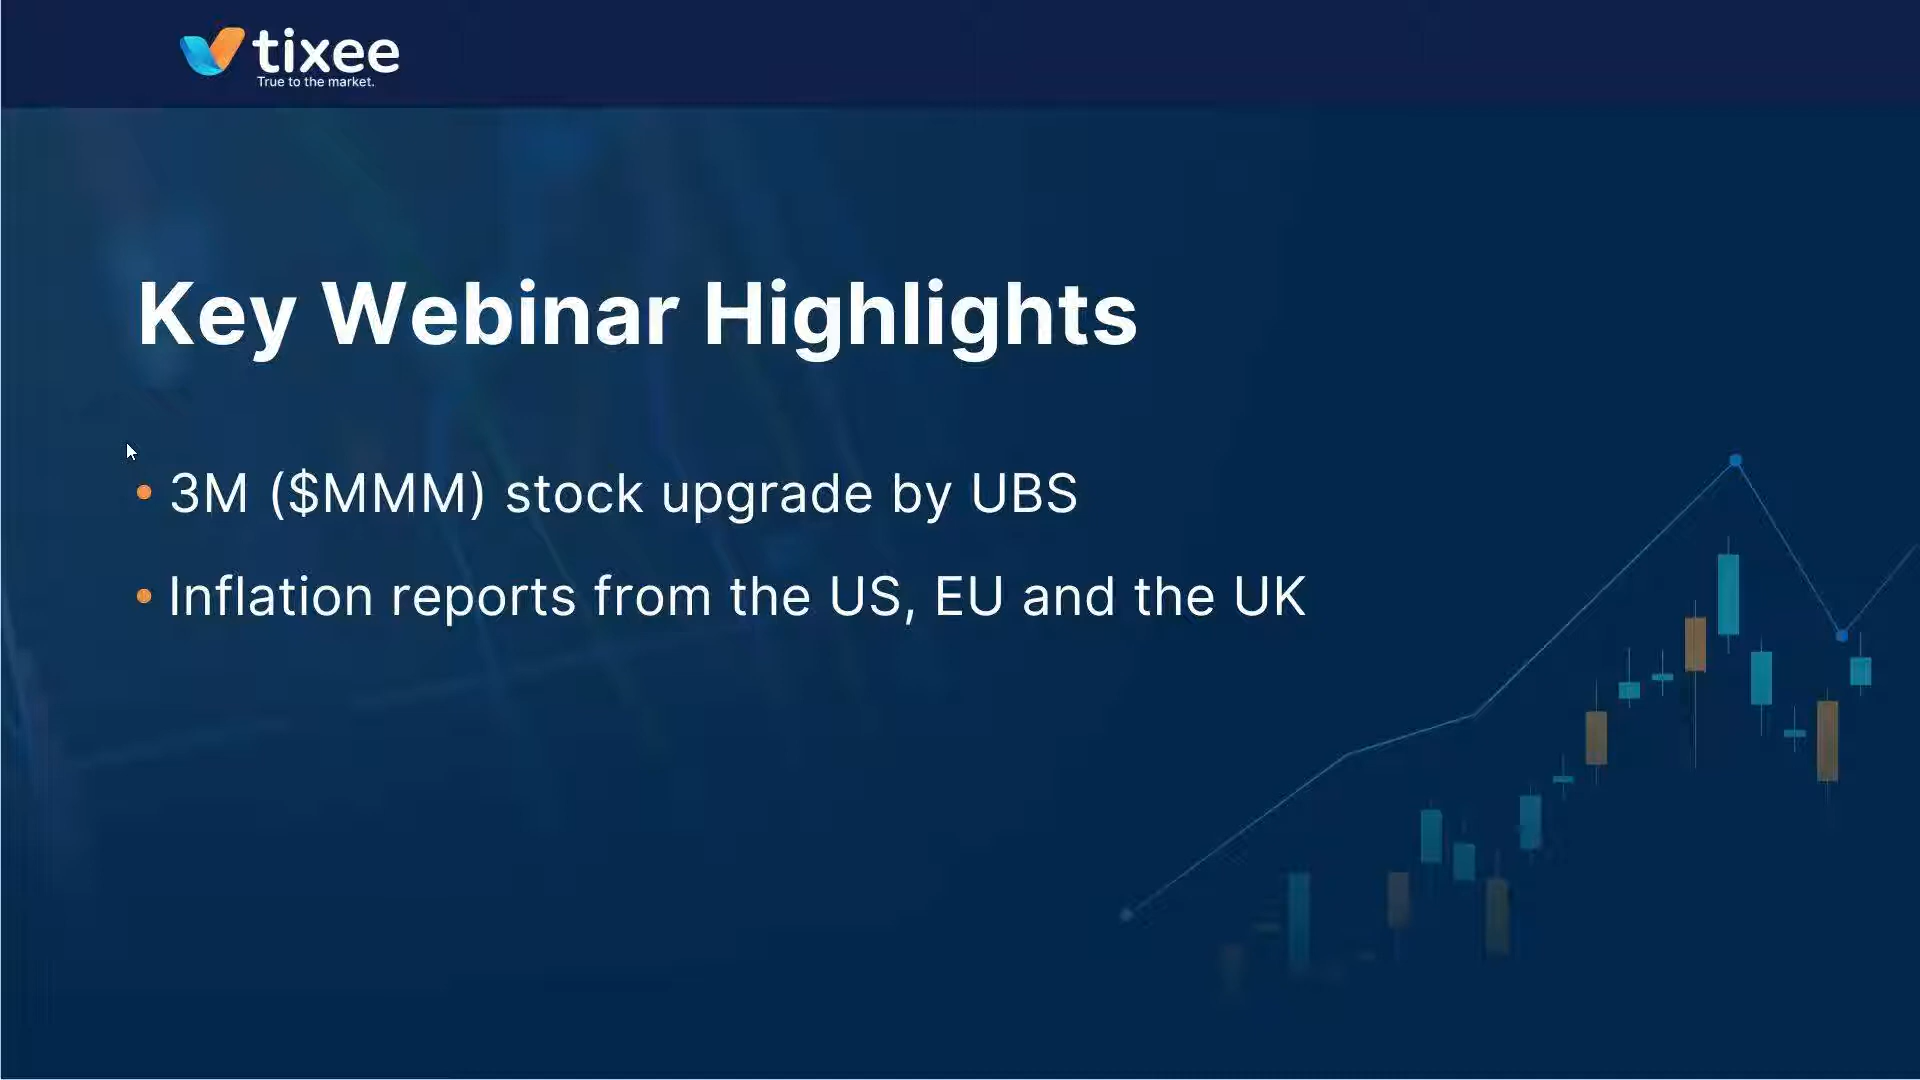 tixee
True to the market.
Key Webinar Highlights
• 3M ($MMM) stock upgrade by UBS
• Inflation reports from the US, EU and the UK